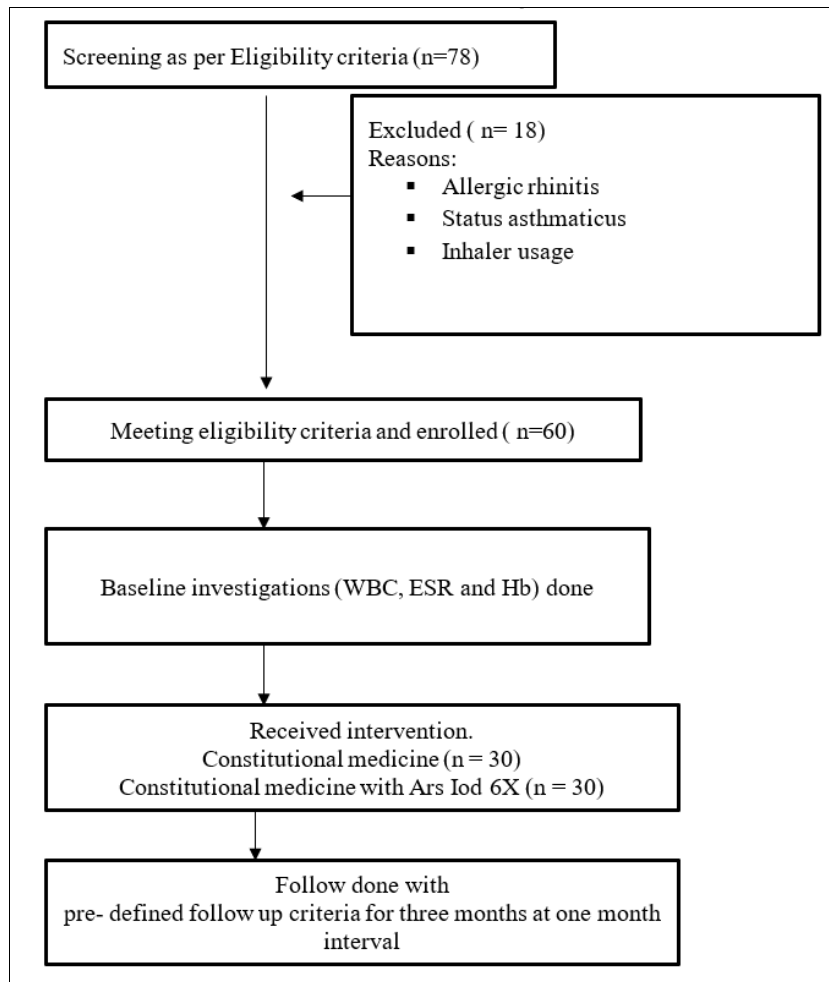 Screening as per Eligibility criteria (n=78)
Excluded ( n= 18)
Reasons:
▪ Allergic rhinitis
▪ Status asthmaticus
▪ Inhaler usage
Meeting eligibility criteria and enrolled ( n=60)
Baseline investigations (WBC, ESR and Hb) done
Received intervention.
Constitutional medicine (n = 30)
Constitutional medicine with Ars Iod 6X (n = 30)
Follow done with
pre- defined follow up criteria for three months at one month
interval